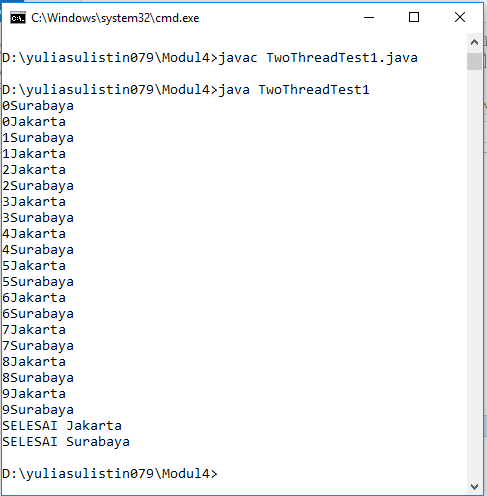 C:\Windows\system32\cmd.exe
D:\yuliasulistin079\Modul4>javac TwoThreadTest1.java
D:\yuliasulistin079\Modul4>java TwoThreadTest1
0Surabaya
0Jakarta
1Surabaya
1Jakarta
2Jakarta
2Surabaya
3Jakarta
3Surabaya
4Jakarta
4Surabaya
5Jakarta
5Surabaya
6Jakarta
6Surabaya
7Jakarta
7Surabaya
8Jakarta
8Surabaya
9Jakarta
9Surabaya
SELESAI Jakarta
SELESAI Surabaya
D:\yuliasulistin079\Modul4>